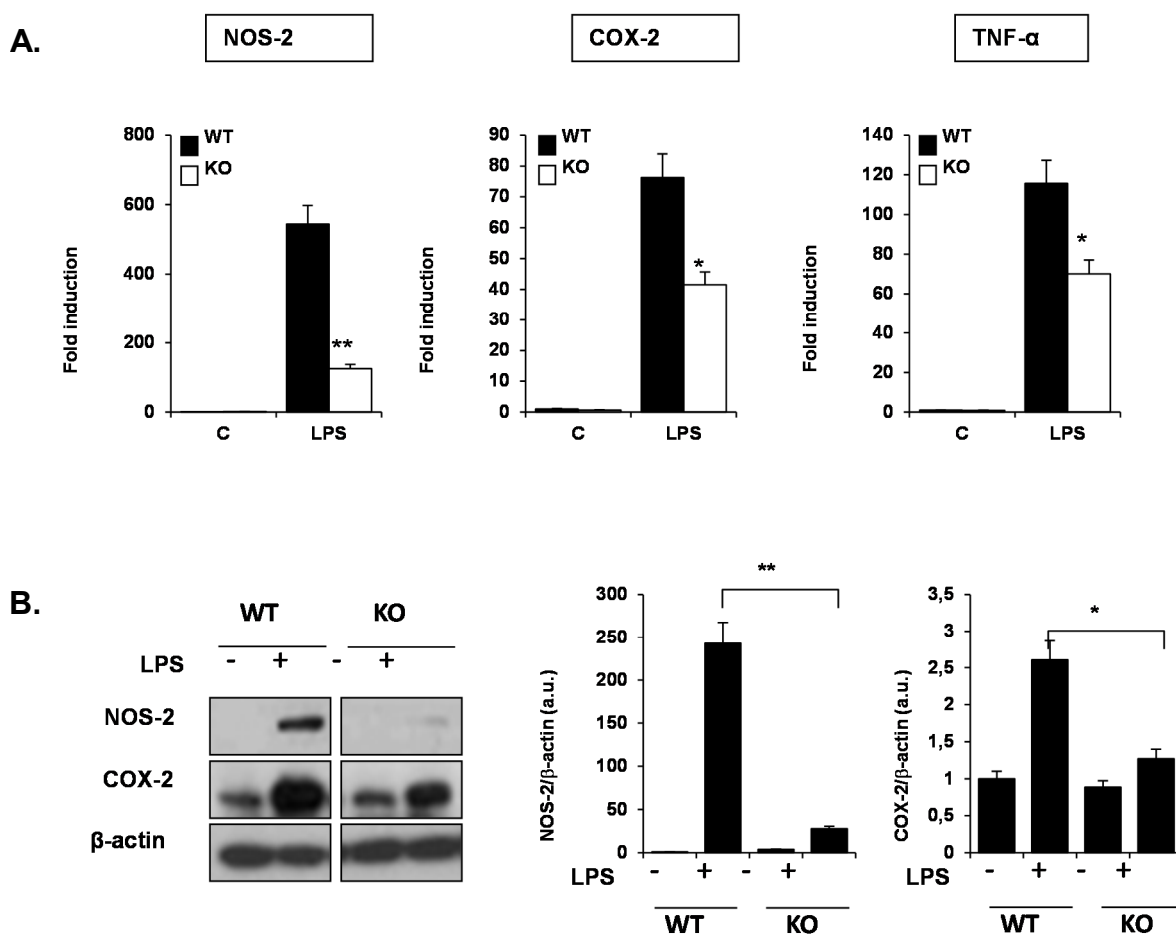 A.
NOS-2
COX-2
TNF-α
WT
KO
800
600
400
200
0
Fold induction
**
C LPS
WT
KO
90
80
70
60
50
40
30
20
10
0
Fold induction
*
C LPS
WT
KO
140
120
100
80
60
40
20
0
Fold induction
*
C LPS
B.
WT KO
LPS - + - +
NOS-2
COX-2
β-actin
**
300
250
200
150
100
50
0
NOS-2/β-actin (a.u.)
LPS - + - +
WT KO
*
3,5
3
2,5
2
1,5
1
0,5
0
COX-2/β-actin (a.u.)
LPS - + - +
WT KO